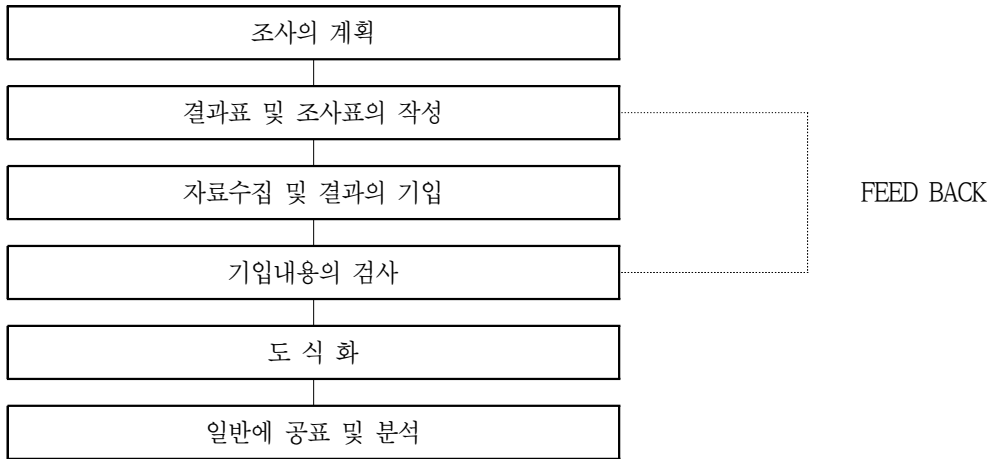 조사의 계획
결과표 및 조사표의 작성
자료수집 및 결과의 기입
FEED BACK
기입내용의 검사
도 식 화
일반에 공표 및 분석